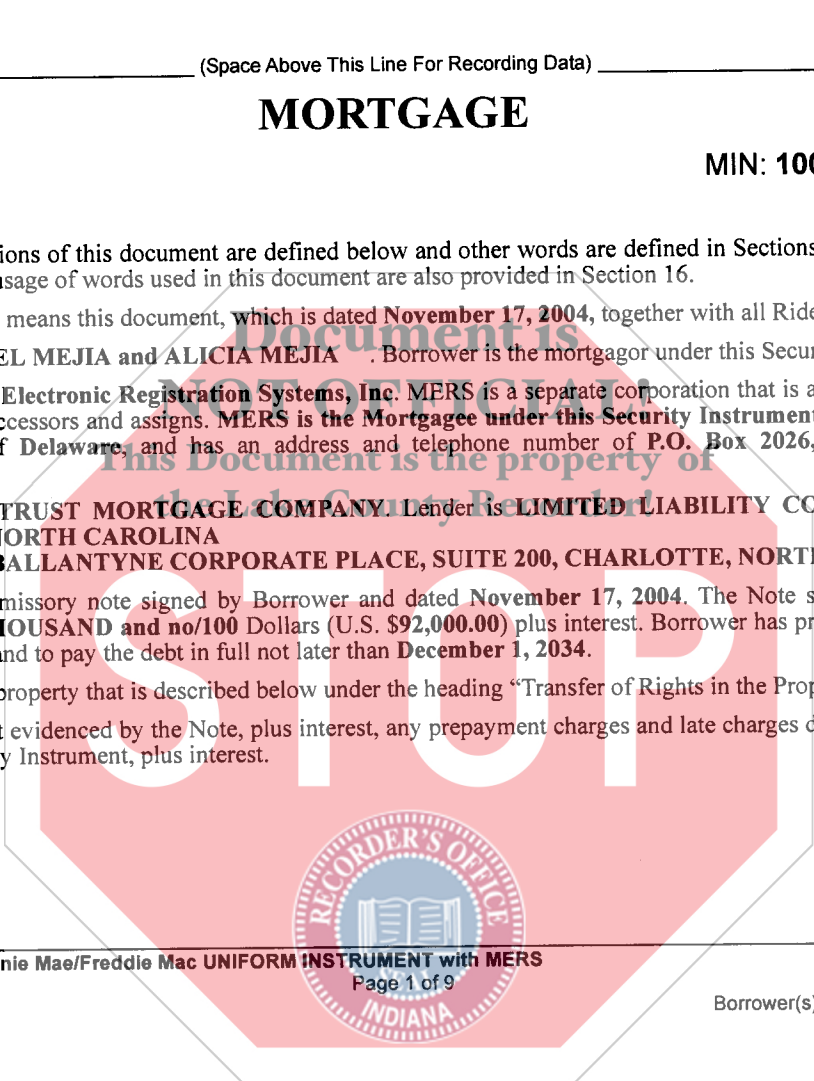 (Space Above This Line For Recording Data)
MORTGAGE
MIN: 100
ions of this document are defined below and other words are defined in Sections
usage of words used in this document are also provided in Section 16.
means this document, which is dated November 17, 2004, together with all Ride
EL MEJIA and ALICIA MEJIA . Borrower is the mortgagor under this Secur
Electronic Registration Systems, Inc. MERS is a separate corporation that is a
ccessors and assigns. MERS is the Mortgagee under this Security Instrument
f Delaware, and has an address and telephone number of P.O. Box 2026,
TRUST MORTGAGE COMPANY. Lender is LIMITED LIABILITY CO
ORTH CAROLINA
BALLANTYNE CORPORATE PLACE, SUITE 200, CHARLOTTE, NORTH
missory note signed by Borrower and dated November 17, 2004. The Note s
HOUSAND and no/100 Dollars (U.S. $92,000.00) plus interest. Borrower has pr
and to pay the debt in full not later than December 1, 2034.
property that is described below under the heading “Transfer of Rights in the Prop
t evidenced by the Note, plus interest, any prepayment charges and late charges d
y Instrument, plus interest.
nie Mae/Freddie Mac UNIFORM INSTRUMENT with MERS
Page 1 of 9
Borrower(s)
Document is
NOT OFFICIAL!
This Document is the property of
the Lake County Recorder!
STOP
RECORDER'S OFFICE
SEAL
INDIANA